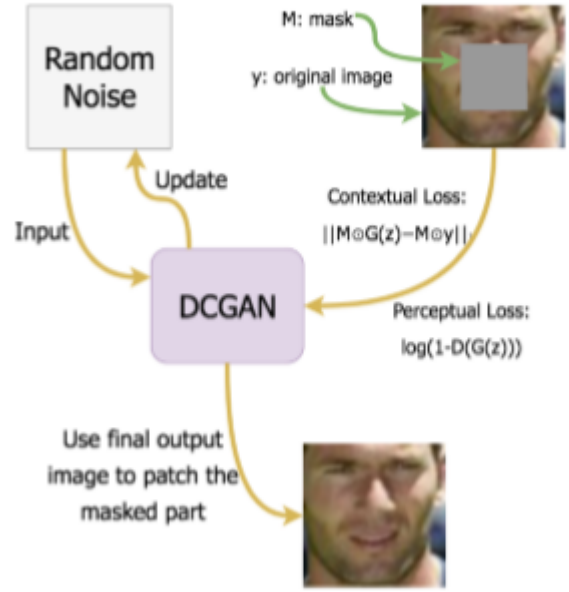 Random
Noise
M: mask
y: original image
Update
Input
Contextual Loss:
||M⊙G(z)−M⊙y||
DCGAN
Perceptual Loss:
log(1-D(G(z)))
Use final output
image to patch the
masked part